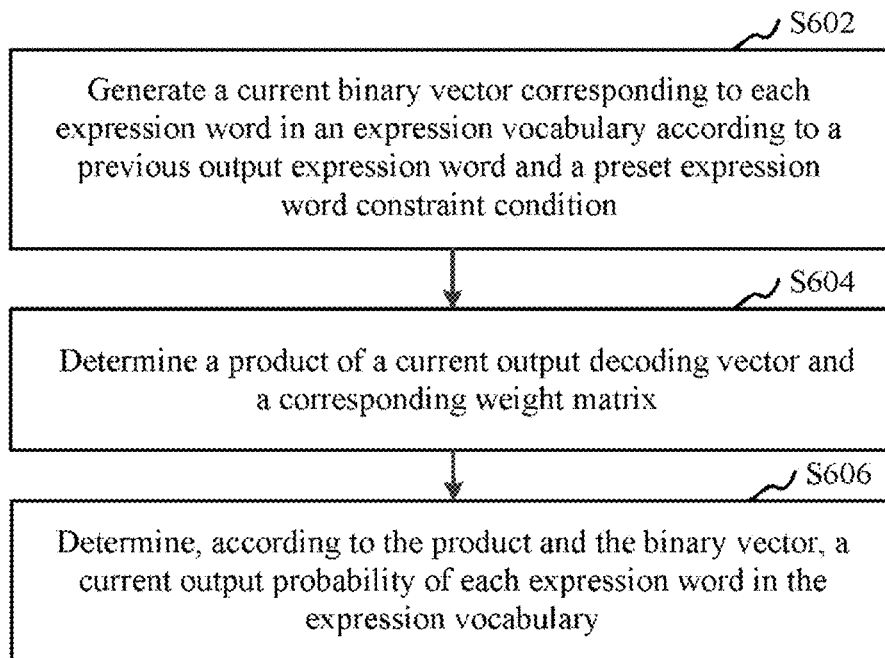 S602
Generate a current binary vector corresponding to each
expression word in an expression vocabulary according to a
previous output expression word and a preset expression
word constraint condition
S604
Determine a product of a current output decoding vector and
a corresponding weight matrix
S606
Determine, according to the product and the binary vector, a
current output probability of each expression word in the
expression vocabulary